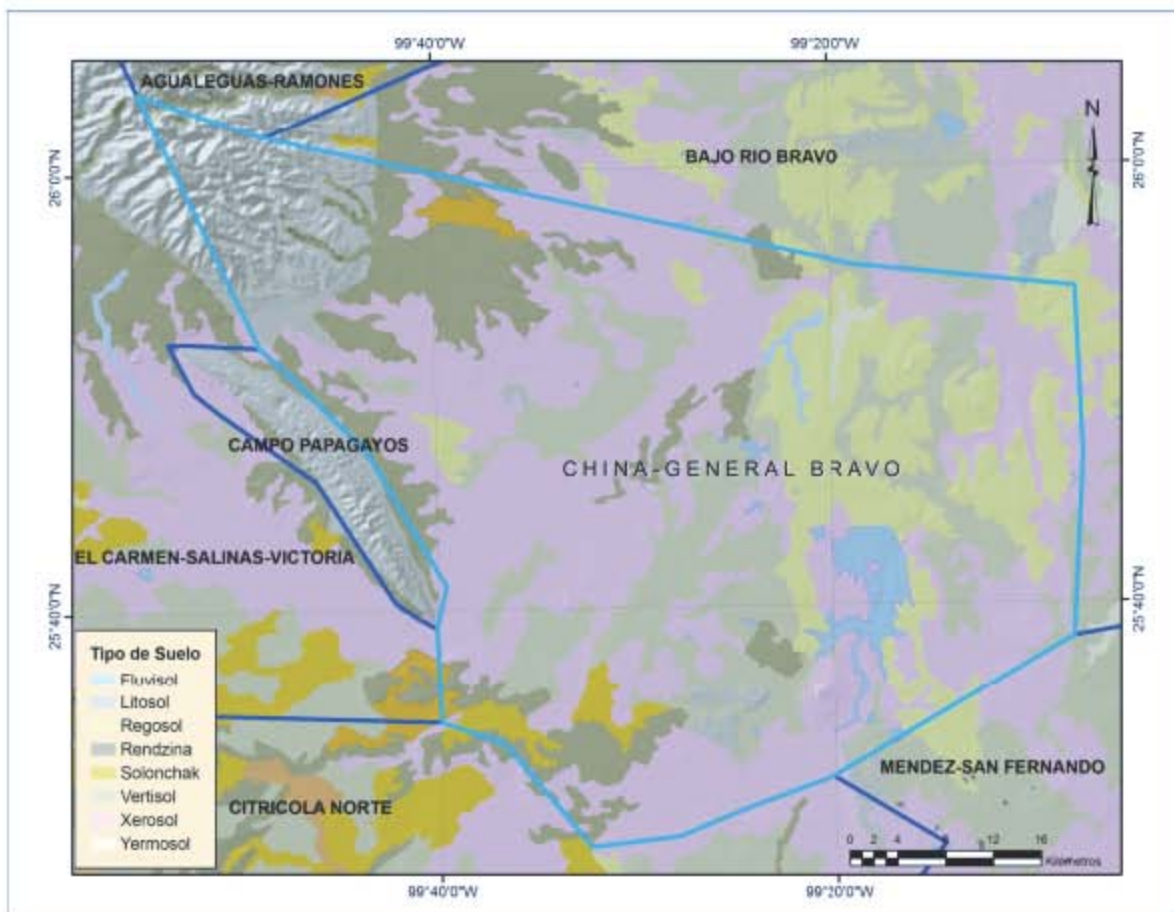 99°40'0"W
99°20'0"W
AGUALEGUAS-RAMONES
N
BAJO RIO BRAVO
26°0'0"N
26°0'0"N
CAMPO PAPAGAYOS
CHINA-GENERAL BRAVO
EL CARMEN-SALINAS-VICTORIA
25°40'0"N
25°40'0"N
Tipo de Suelo
Fluvisol
Litosol
Regosol
Rendzina
Solonchak
Vertisol
Xerosol
Yermosol
MENDEZ-SAN FERNANDO
CITRICOLA NORTE
0 2 4 8 12 16
Kilómetros
99°40'0"W
99°20'0"W